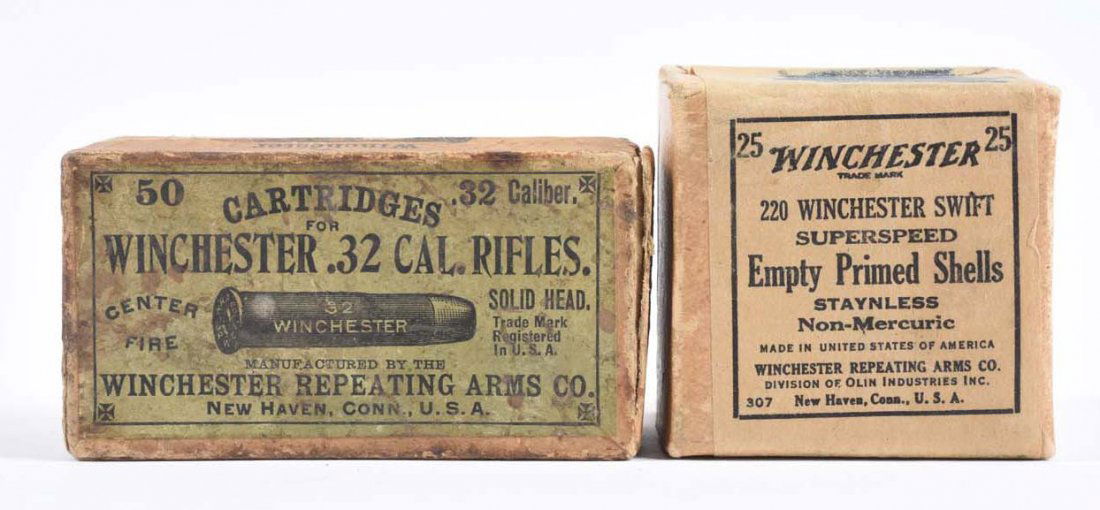 Winchester
50 CARTRIDGES .32 Caliber.
FOR
WINCHESTER .32 CAL. RIFLES.
CENTER
FIRE
32
WINCHESTER
SOLID HEAD.
Trade Mark
Registered
In U.S.A.
MANUFACTURED BY THE
WINCHESTER REPEATING ARMS CO.
NEW HAVEN, CONN., U.S.A.
25 WINCHESTER 25
TRADE MARK
220 WINCHESTER SWIFT
SUPERSPEED
Empty Primed Shells
STAYNLESS
Non-Mercuric
MADE IN UNITED STATES OF AMERICA
WINCHESTER REPEATING ARMS CO.
DIVISION OF OLIN INDUSTRIES INC.
307 NEW HAVEN, CONN., U.S.A.